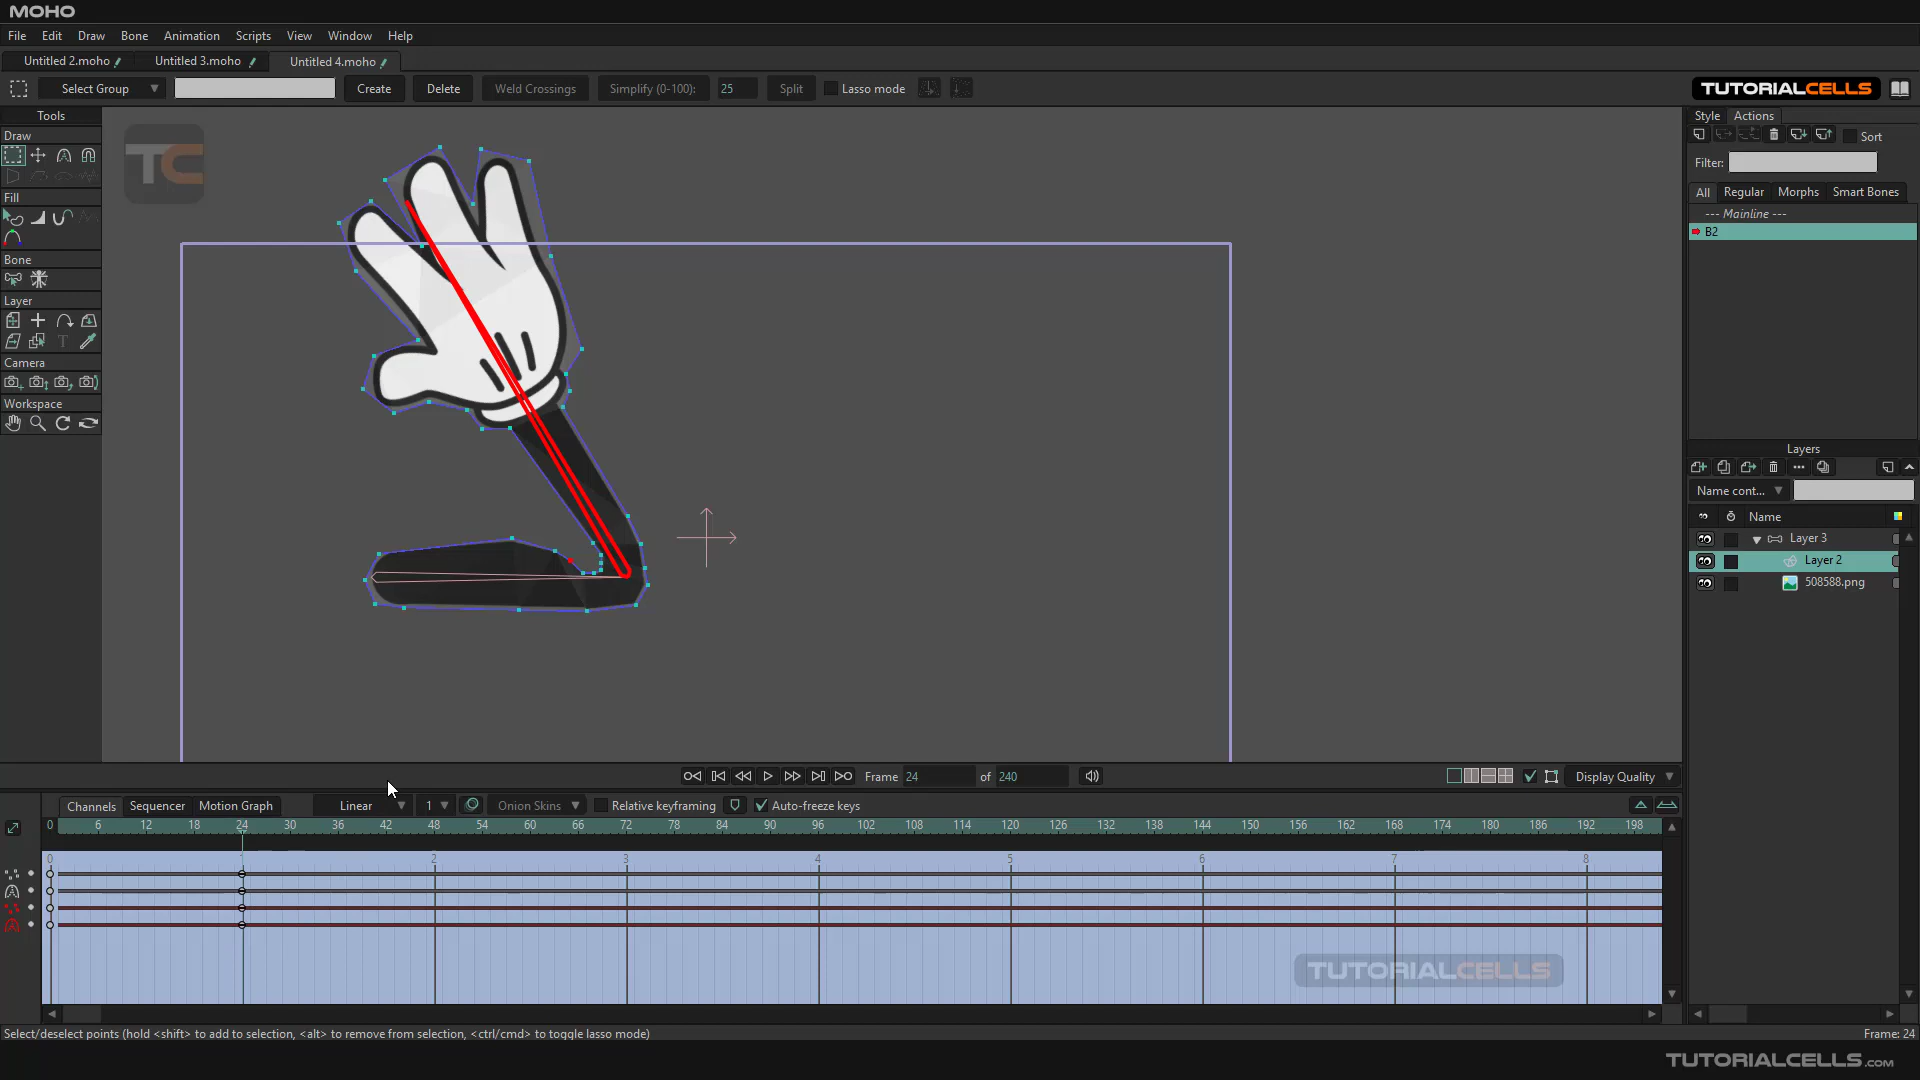 MOHO
File Edit Draw Bone Animation Scripts View Window Help
Untitled 2.moho Untitled 3.moho Untitled 4.moho
Select Group Create Delete Weld Crossings Simplify (0-100): 25 Split Lasso mode TUTORIALCELLS
Tools
Draw
Fill
Bone
Layer
Camera
Workspace
TC
Style Actions
Sort
Filter:
All Regular Morphs Smart Bones
--- Mainline ---
B2
Layers
Name cont...
Name
Layer 3
Layer 2
508588.png
Frame 24 of 240 Display Quality
Channels Sequencer Motion Graph Linear 1 Onion Skins Relative keyframing Auto-freeze keys
0 6 12 18 24 30 36 42 48 54 60 66 72 78 84 90 96 102 108 114 120 126 132 138 144 150 156 162 168 174 180 186 192 198
0 1 2 3 4 5 6 7 8
TUTORIALCELLS
Select/deselect points (hold <shift> to add to selection, <alt> to remove from selection, <ctrl/cmd> to toggle lasso mode) Frame: 24
TUTORIALCELLS.COM